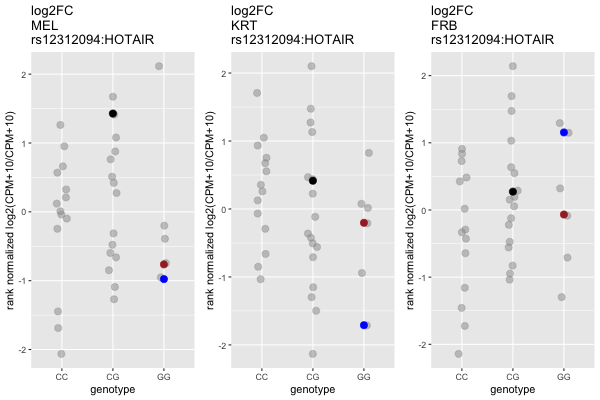 log2FC
MEL
rs12312094:HOTAIR
rank normalized log2(CPM+10/CPM+10)
2
1
0
-1
-2
CC
CG
GG
genotype
log2FC
KRT
rs12312094:HOTAIR
rank normalized log2(CPM+10/CPM+10)
2
1
0
-1
-2
CC
CG
GG
genotype
log2FC
FRB
rs12312094:HOTAIR
rank normalized log2(CPM+10/CPM+10)
2
1
0
-1
-2
CC
CG
GG
genotype